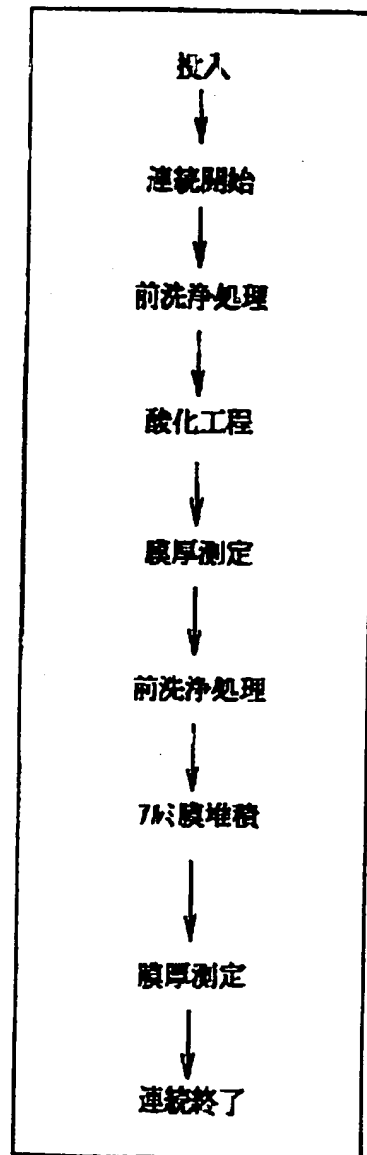 投入
連続開始
前洗浄処理
酸化工程
膜厚測定
前洗浄処理
ｱﾙﾐ膜堆積
膜厚測定
連続終了